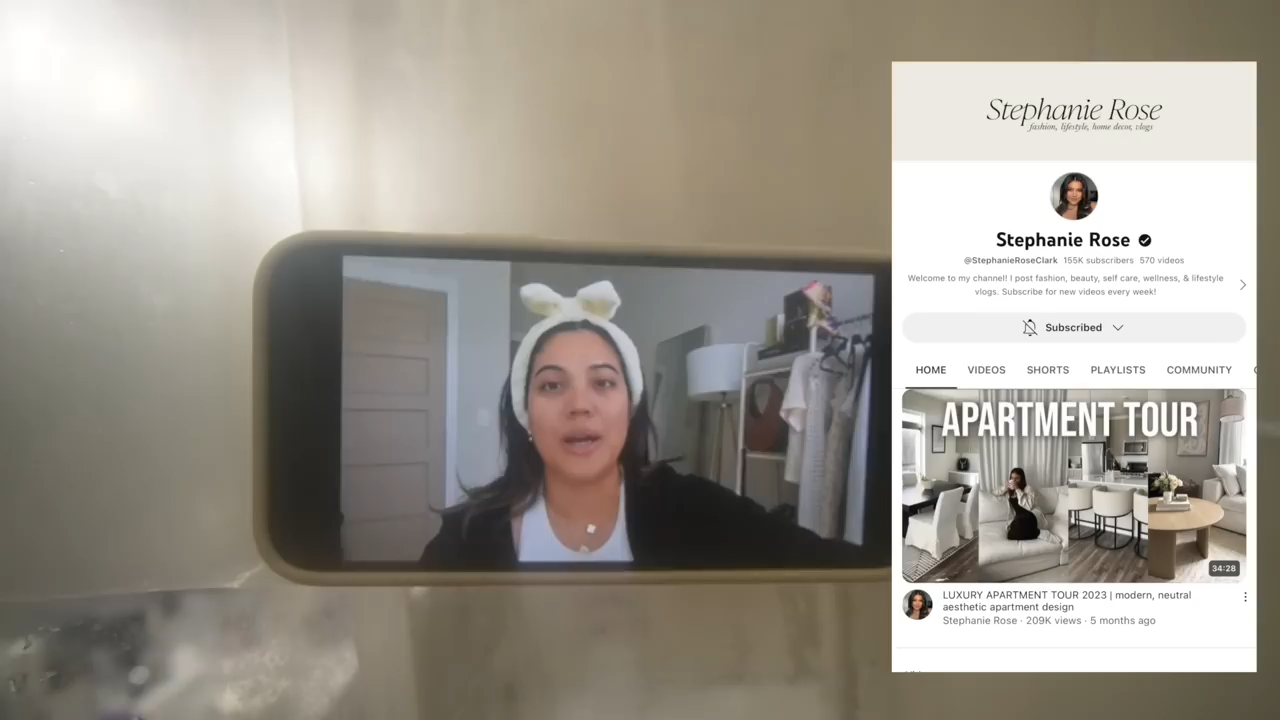 Stephanie Rose
fashion, lifestyle, home decor, vlogs
Stephanie Rose
@StephanieRoseClark 155K subscribers 570 videos
Welcome to my channel! I post fashion, beauty, self care, wellness, & lifestyle
vlogs. Subscribe for new videos every week!
Subscribed
HOME VIDEOS SHORTS PLAYLISTS COMMUNITY
APARTMENT TOUR
34:28
LUXURY APARTMENT TOUR 2023 | modern, neutral
aesthetic apartment design
Stephanie Rose · 209K views · 5 months ago